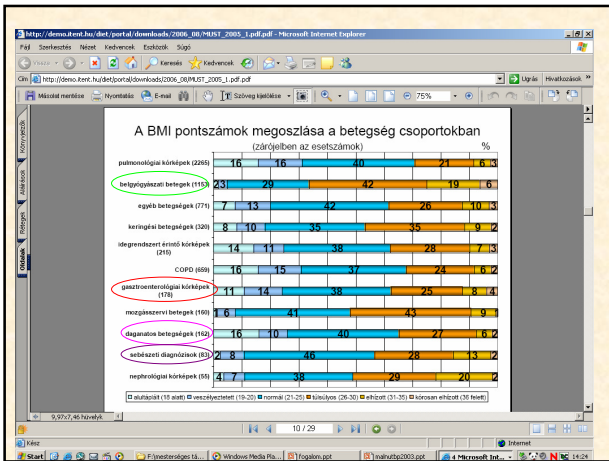 http://demo.itent.hu/diet/portal/downloads/2006_08/MUST_2005_1.pdf.pdf - Microsoft Internet Explorer
Fájl Szerkesztés Nézet Kedvencek Eszközök Súgó
Vissza Keresés Kedvencek
Cím http://demo.itent.hu/diet/portal/downloads/2006_08/MUST_2005_1.pdf.pdf Ugrás Hivatkozások »
Másolat mentése Nyomtatás E-mail Szöveg kijelölése 75%
Könyvjelzők
Aláírások
Rétegek
Oldalak
A BMI pontszámok megoszlása a betegség csoportokban
(zárójelben az esetszámok) %
pulmonológiai kórképek (2265) 16 16 40 21 6 3
belgyógyászati betegek (1153) 2 3 29 42 19 6
egyéb betegségek (771) 7 13 42 26 10 3
keringési betegek (320) 8 10 35 35 9 2
idegrendszert érintő kórképek
(215) 14 11 38 28 7 3
COPD (659) 16 15 37 24 6 2
gasztroenterológiai kórképek
(178) 11 14 38 25 8 4
mozgásszervi betegek (160) 1 6 41 43 9 1
daganatos betegségek (162) 16 10 40 27 6 2
sebészeti diagnózisok (83) 2 8 46 28 13 2
nephrológiai kórképek (55) 4 7 38 29 20 2
alultáplált (18 alatt) veszélyeztetett (19-20) normál (21-25) túlsúlyos (26-30) elhízott (31-35) kórosan elhízott (36 felett)
9,97x7,46 hüvelyk
10 / 29
Kész Internet
Start F:\mesterséges tá... Windows Media Pla... fogalom.ppt malnutbp2003.ppt 4 Microsoft Int... 14:24